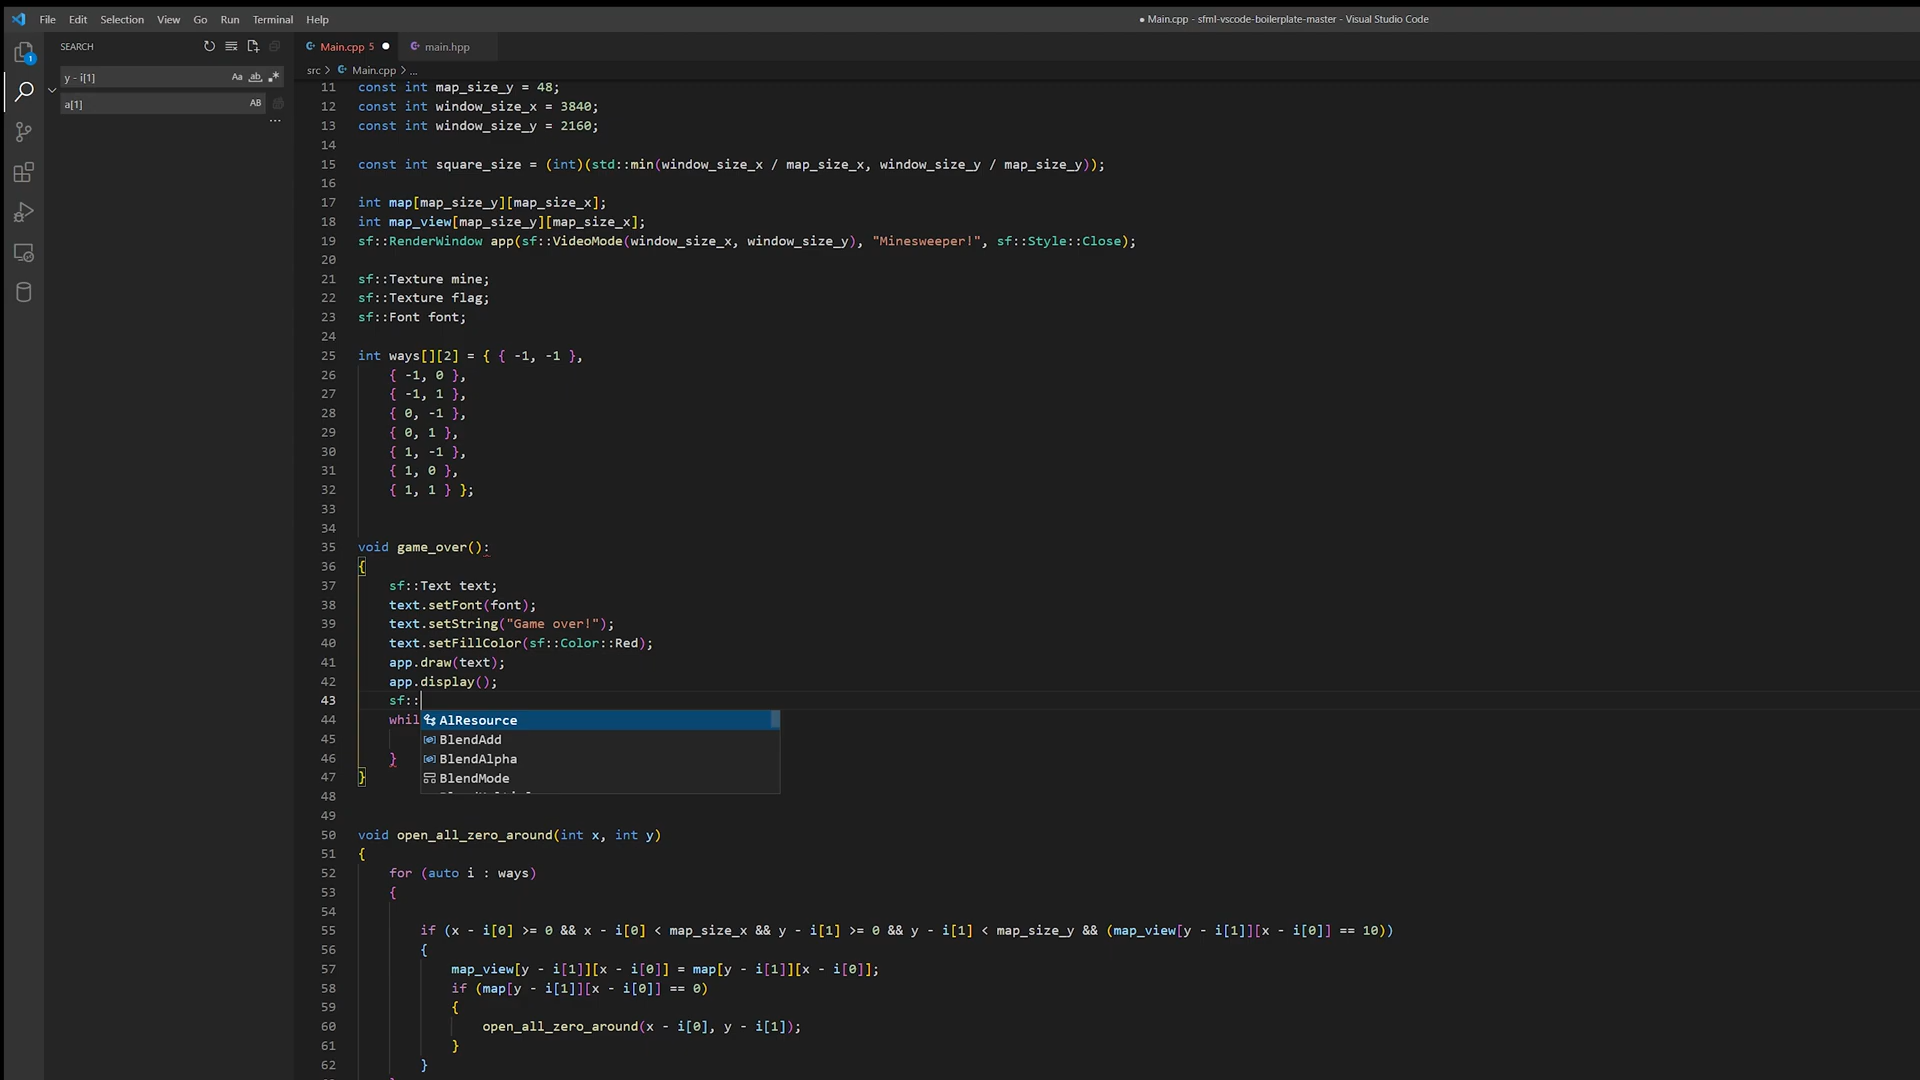 File Edit Selection View Go Run Terminal Help
● Main.cpp - sfml-vscode-boilerplate-master - Visual Studio Code
SEARCH
Main.cpp 5 ●
main.hpp
src > Main.cpp > ...
1
y - i[1]
Aa ab .*
a[1]
AB
...
11 const int map_size_y = 48;
12 const int window_size_x = 3840;
13 const int window_size_y = 2160;
14
15 const int square_size = (int)(std::min(window_size_x / map_size_x, window_size_y / map_size_y));
16
17 int map[map_size_y][map_size_x];
18 int map_view[map_size_y][map_size_x];
19 sf::RenderWindow app(sf::VideoMode(window_size_x, window_size_y), "Minesweeper!", sf::Style::Close);
20
21 sf::Texture mine;
22 sf::Texture flag;
23 sf::Font font;
24
25 int ways[][2] = { { -1, -1 },
26 { -1, 0 },
27 { -1, 1 },
28 { 0, -1 },
29 { 0, 1 },
30 { 1, -1 },
31 { 1, 0 },
32 { 1, 1 } };
33
34
35 void game_over():
36 {
37 sf::Text text;
38 text.setFont(font);
39 text.setString("Game over!");
40 text.setFillColor(sf::Color::Red);
41 app.draw(text);
42 app.display();
43 sf::
44 whil
AlResource
45
BlendAdd
46 }
BlendAlpha
47 }
BlendMode
48
49
50 void open_all_zero_around(int x, int y)
51 {
52 for (auto i : ways)
53 {
54
55 if (x - i[0] >= 0 && x - i[0] < map_size_x && y - i[1] >= 0 && y - i[1] < map_size_y && (map_view[y - i[1]][x - i[0]] == 10))
56 {
57 map_view[y - i[1]][x - i[0]] = map[y - i[1]][x - i[0]];
58 if (map[y - i[1]][x - i[0]] == 0)
59 {
60 open_all_zero_around(x - i[0], y - i[1]);
61 }
62 }